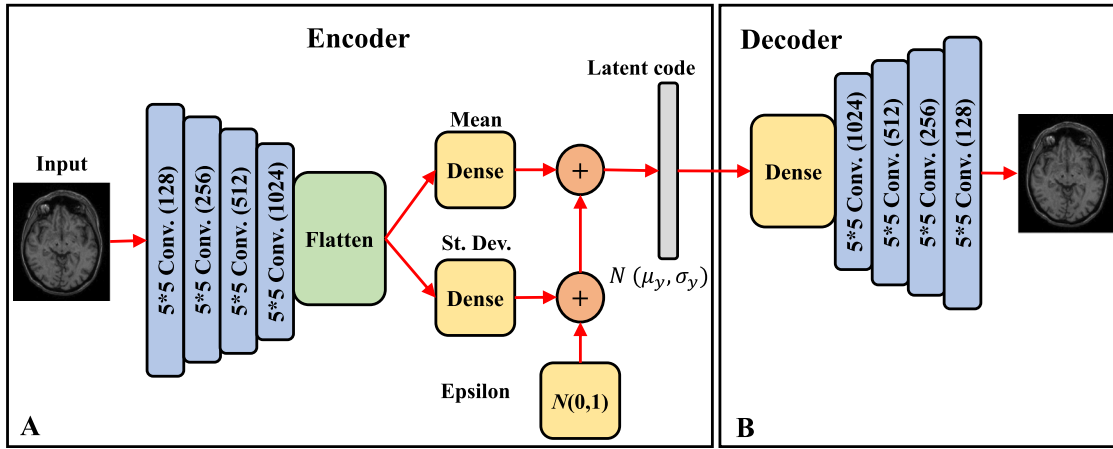 Encoder
Input
5*5 Conv. (128)
5*5 Conv. (256)
5*5 Conv. (512)
5*5 Conv. (1024)
Flatten
Mean
Dense
St. Dev.
Dense
+
+
Epsilon
N(0,1)
Latent code
N (μ_y, σ_y)
A
Decoder
Dense
5*5 Conv. (1024)
5*5 Conv. (512)
5*5 Conv. (256)
5*5 Conv. (128)
B